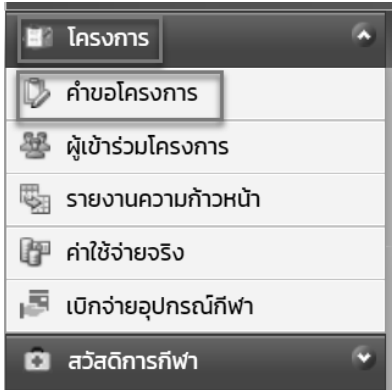 โครงการ
คำขอโครงการ
ผู้เข้าร่วมโครงการ
รายงานความก้าวหน้า
ค่าใช้จ่ายจริง
เบิกจ่ายอุปกรณ์กีฬา
สวัสดิการกีฬา